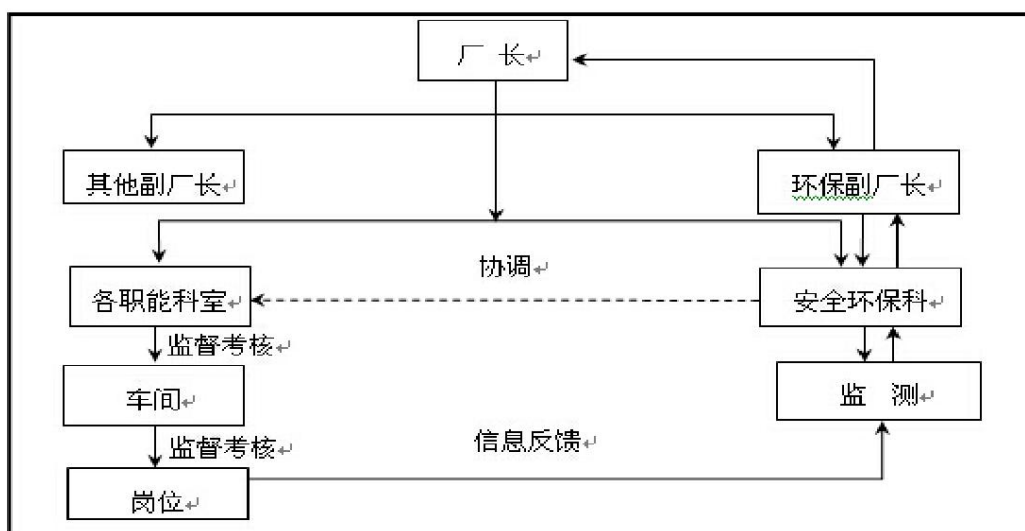 厂 长
其他副厂长
环保副厂长
协调
各职能科室
安全环保科
监督考核
车间
监 测
监督考核
信息反馈
岗位